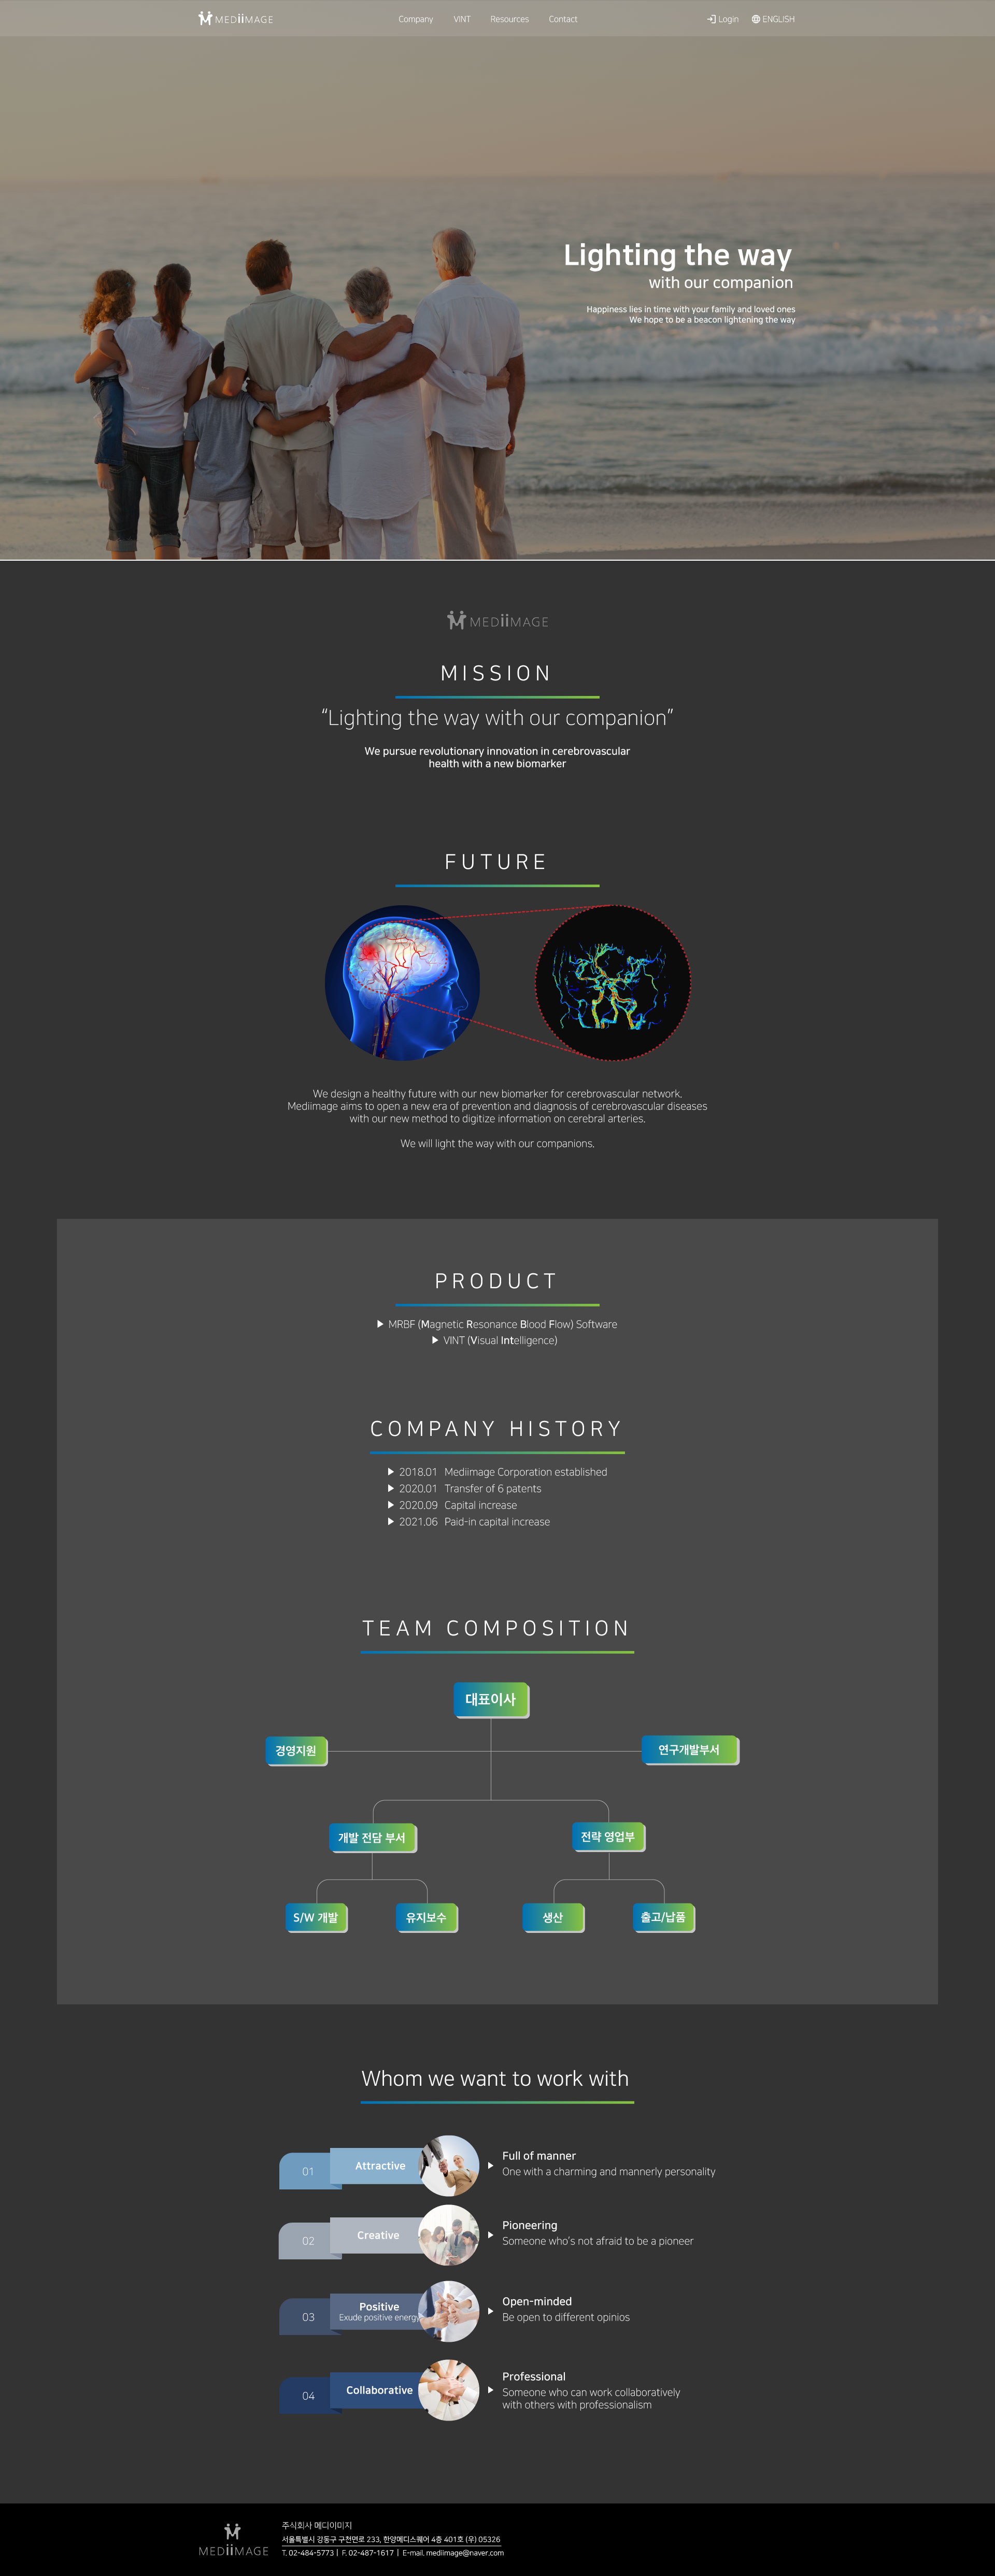 MEDiiMAGE
Company VINT Resources Contact
Login ENGLISH
Lighting the way
with our companion
Happiness lies in time with your family and loved ones
We hope to be a beacon lightening the way
MEDiiMAGE
MISSION
“Lighting the way with our companion”
We pursue revolutionary innovation in cerebrovascular
health with a new biomarker
FUTURE
We design a healthy future with our new biomarker for cerebrovascular network.
Mediimage aims to open a new era of prevention and diagnosis of cerebrovascular diseases
with our new method to digitize information on cerebral arteries.
We will light the way with our companions.
PRODUCT
▶ MRBF (Magnetic Resonance Blood Flow) Software
▶ VINT (Visual Intelligence)
COMPANY HISTORY
▶ 2018.01 Mediimage Corporation established
▶ 2020.01 Transfer of 6 patents
▶ 2020.09 Capital increase
▶ 2021.06 Paid-in capital increase
TEAM COMPOSITION
대표이사
경영지원
연구개발부서
개발 전담 부서
전략 영업부
S/W 개발
유지보수
생산
출고/납품
Whom we want to work with
01
Attractive
▶ Full of manner
One with a charming and mannerly personality
02
Creative
▶ Pioneering
Someone who's not afraid to be a pioneer
03
Positive
Exude positive energy
▶ Open-minded
Be open to different opinios
04
Collaborative
▶ Professional
Someone who can work collaboratively
with others with professionalism
MEDiiMAGE
주식회사 메디이미지
서울특별시 강동구 구천면로 233, 한양메디스퀘어 4층 401호 (우) 05326
T. 02-484-5773 | F. 02-487-1617 | E-mail. mediimage@naver.com